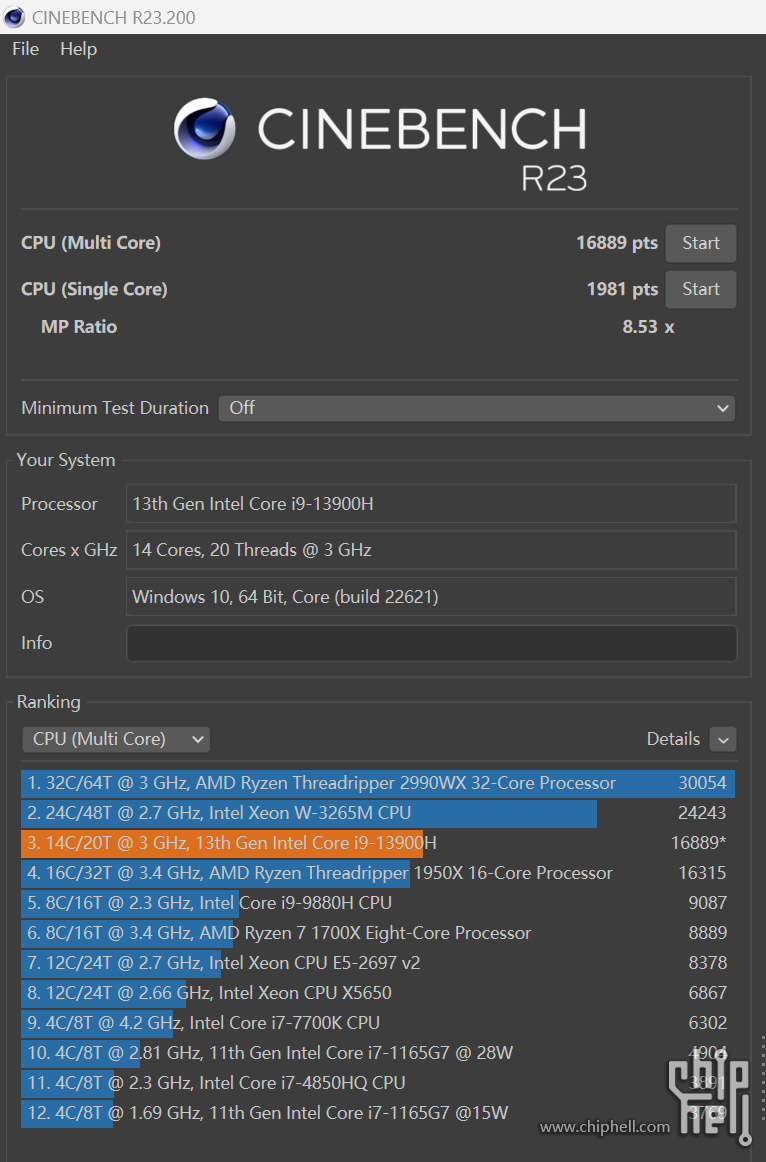 CINEBENCH R23.200
File Help
CINEBENCH
R23
CPU (Multi Core) 16889 pts Start
CPU (Single Core) 1981 pts Start
MP Ratio 8.53 x
Minimum Test Duration Off
Your System
Processor 13th Gen Intel Core i9-13900H
Cores x GHz 14 Cores, 20 Threads @ 3 GHz
OS Windows 10, 64 Bit, Core (build 22621)
Info
Ranking
CPU (Multi Core) Details
1. 32C/64T @ 3 GHz, AMD Ryzen Threadripper 2990WX 32-Core Processor 30054
2. 24C/48T @ 2.7 GHz, Intel Xeon W-3265M CPU 24243
3. 14C/20T @ 3 GHz, 13th Gen Intel Core i9-13900H 16889*
4. 16C/32T @ 3.4 GHz, AMD Ryzen Threadripper 1950X 16-Core Processor 16315
5. 8C/16T @ 2.3 GHz, Intel Core i9-9880H CPU 9087
6. 8C/16T @ 3.4 GHz, AMD Ryzen 7 1700X Eight-Core Processor 8889
7. 12C/24T @ 2.7 GHz, Intel Xeon CPU E5-2697 v2 8378
8. 12C/24T @ 2.66 GHz, Intel Xeon CPU X5650 6867
9. 4C/8T @ 4.2 GHz, Intel Core i7-7700K CPU 6302
10. 4C/8T @ 2.81 GHz, 11th Gen Intel Core i7-1165G7 @ 28W 4904
11. 4C/8T @ 2.3 GHz, Intel Core i7-4850HQ CPU 3891
12. 4C/8T @ 1.69 GHz, 11th Gen Intel Core i7-1165G7 @15W 3769
www.chiphell.com
chip
hell